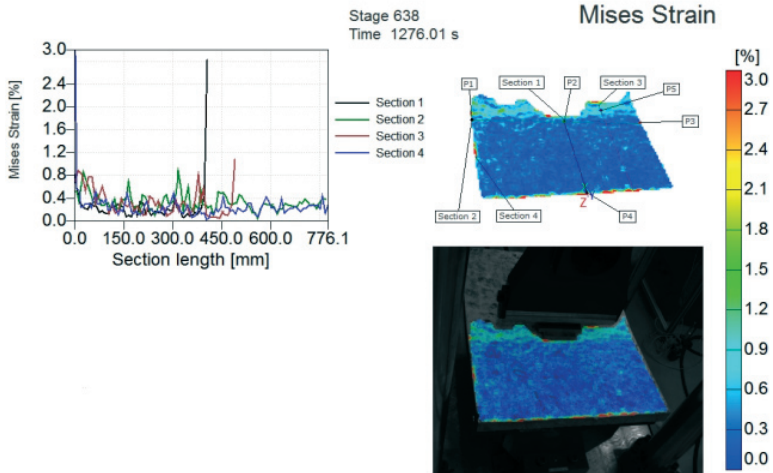 Stage 638
Time 1276.01 s
Mises Strain
Mises Strain [%]
3.0
2.8
2.4
2.0
1.6
1.2
0.8
0.4
0.0
0.0 150.0 300.0 450.0 600.0 776.1
Section length [mm]
Section 1
Section 2
Section 3
Section 4
P1
Section 1
P2
Section 3
P5
P3
Section 2
Section 4
Z
P4
[%]
3.0
2.7
2.4
2.1
1.8
1.5
1.2
0.9
0.6
0.3
0.0